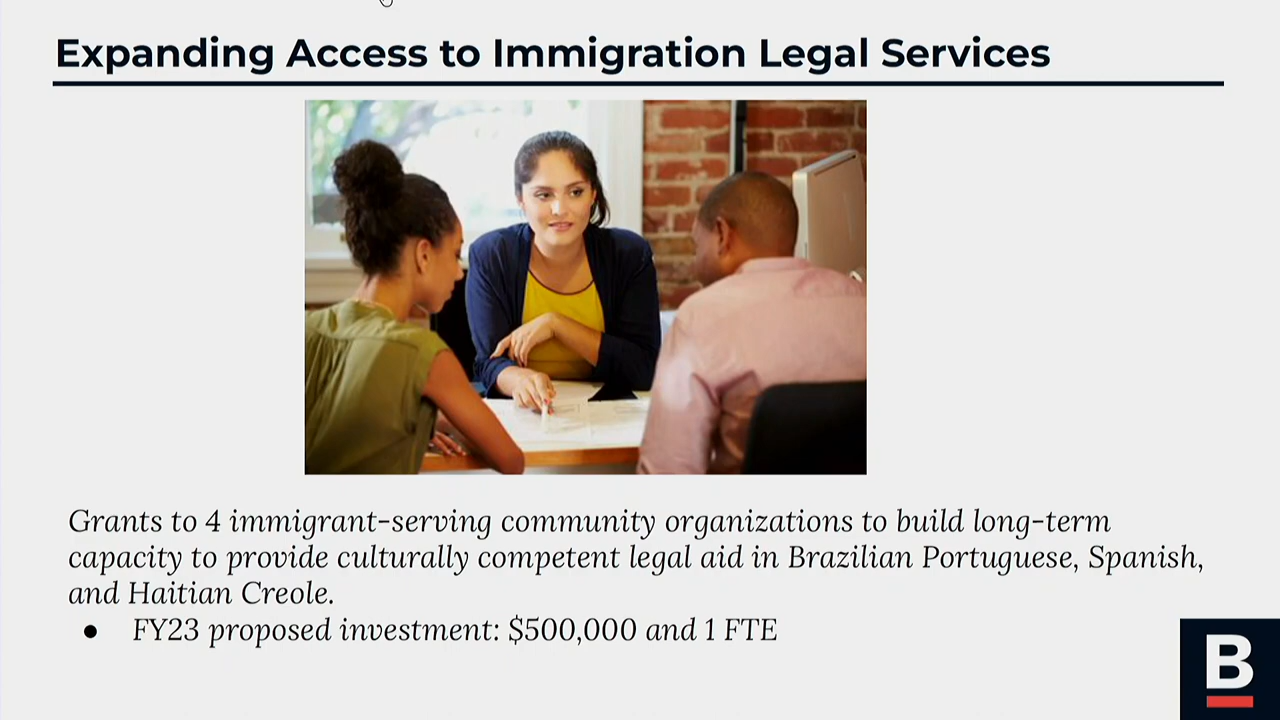 Expanding Access to Immigration Legal Services
Grants to 4 immigrant-serving community organizations to build long-term
capacity to provide culturally competent legal aid in Brazilian Portuguese, Spanish,
and Haitian Creole.
● FY23 proposed investment: $500,000 and 1 FTE
B